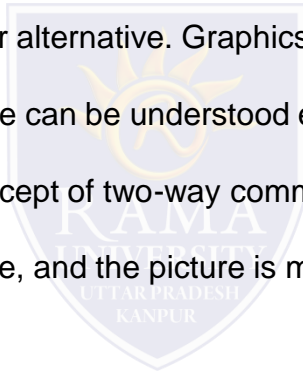 r alternative. Graphics
e can be understood e
cept of two-way comm
RAMA
UNIVERSITY
e, and the picture is m
UTTAR PRADESH
KANPUR